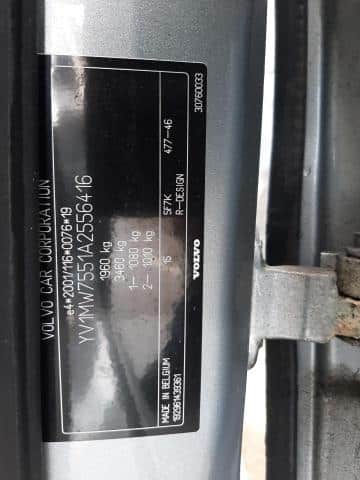 VOLVO CAR CORPORATION
e4*2001/116*0076*19
YV1MW7551A2556416
1960 kg
3460 kg
1– 1080 kg
2– 1010 kg
15
5F7K 477-46
R-DESIGN
MADE IN BELGIUM
VOLVO
30760033